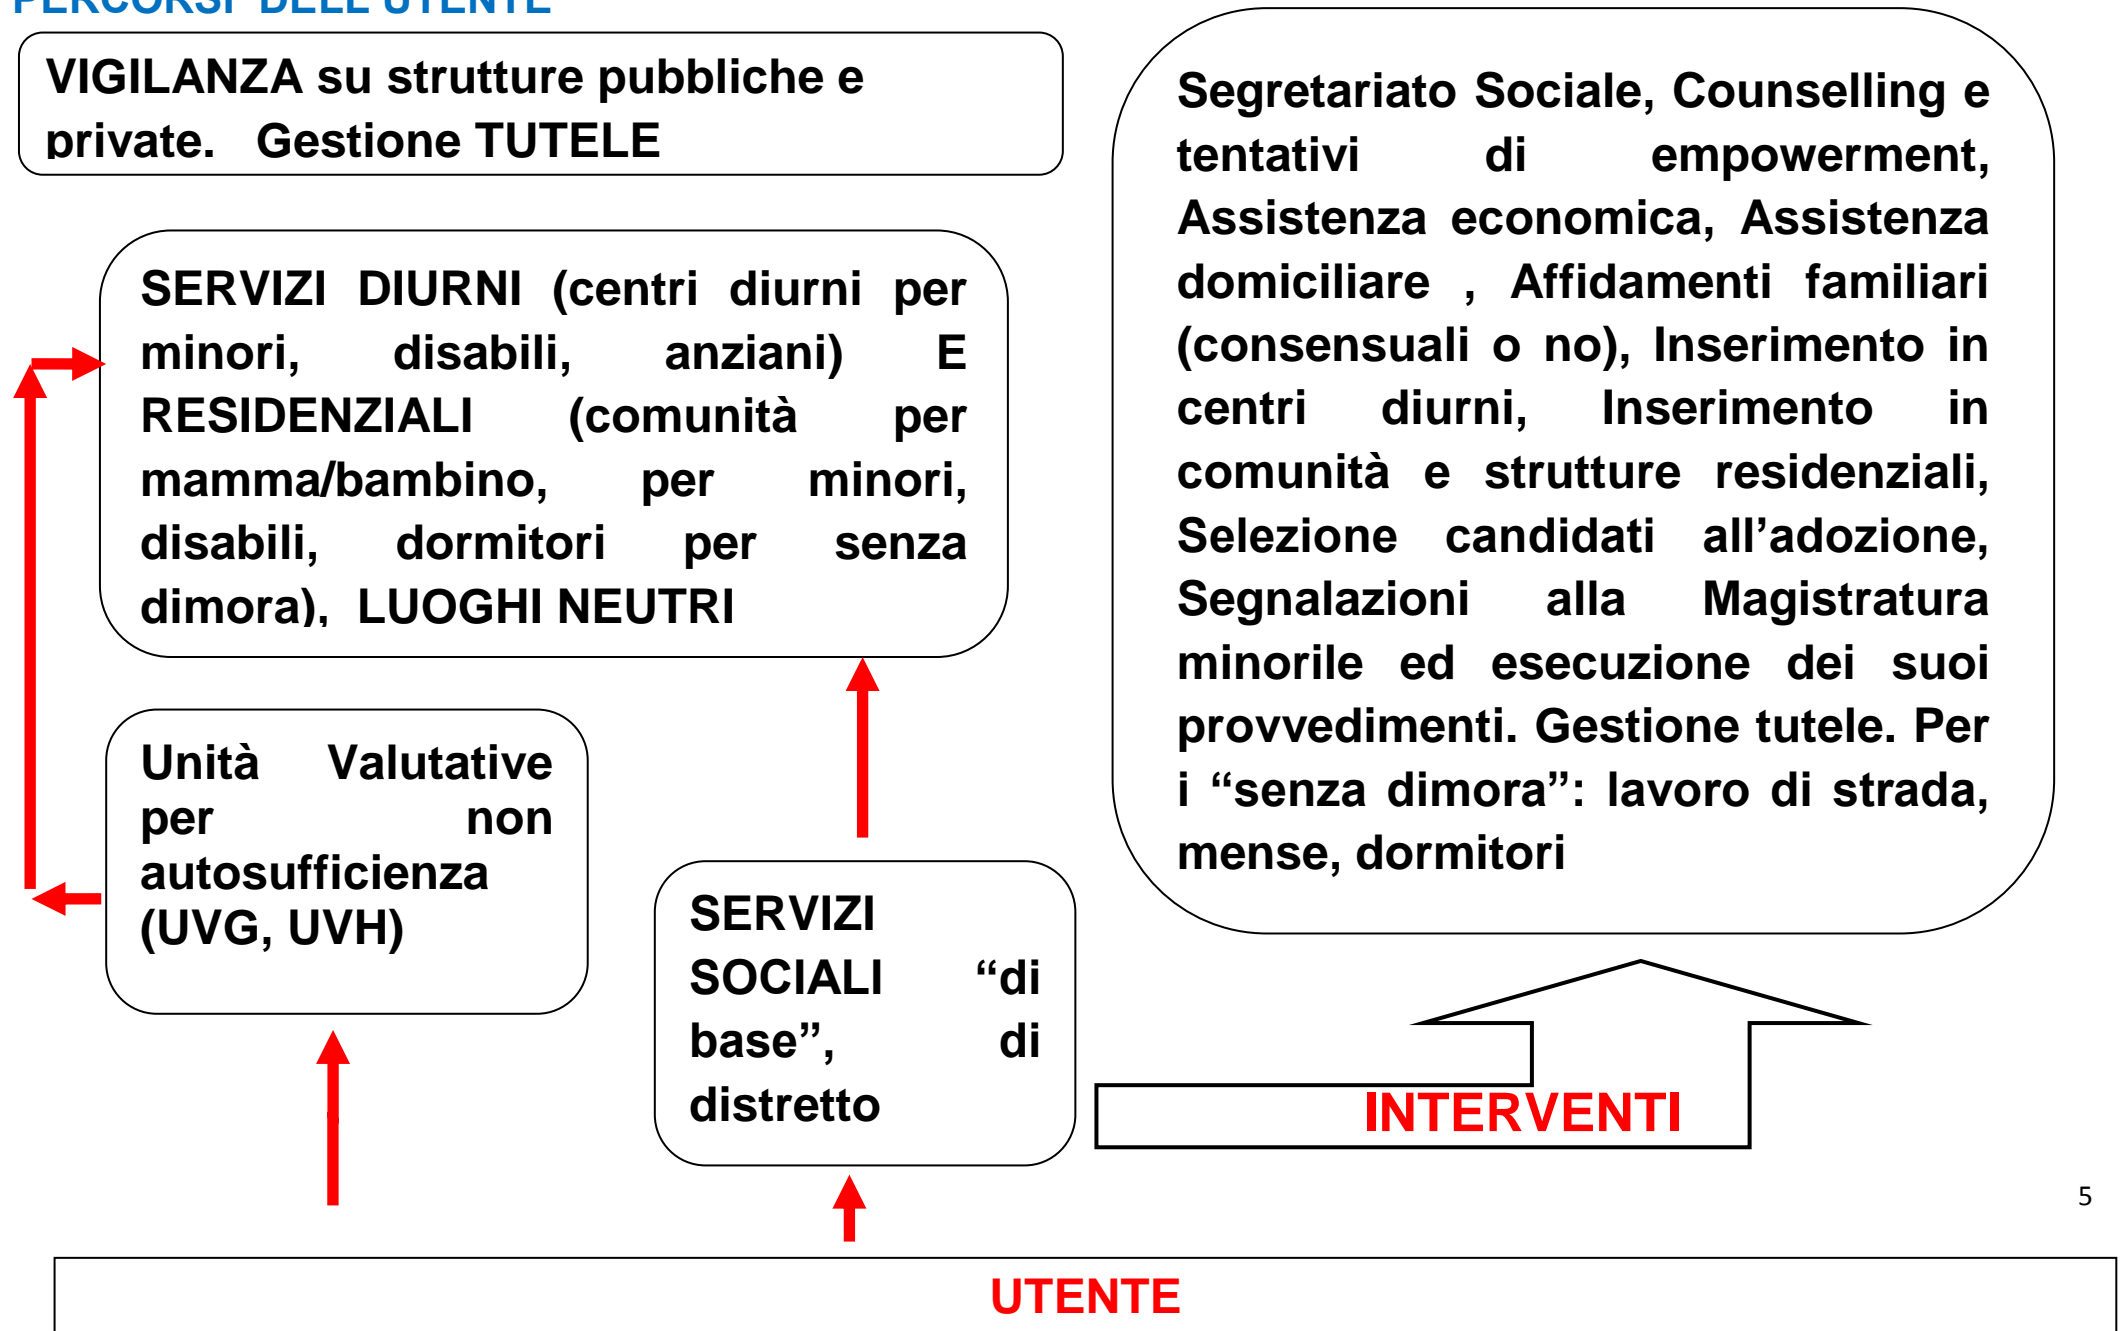 PERCORSI DELL'UTENTE
VIGILANZA su strutture pubbliche e
private. Gestione TUTELE
SERVIZI DIURNI (centri diurni per
minori, disabili, anziani) E
RESIDENZIALI (comunità per
mamma/bambino, per minori,
disabili, dormitori per senza
dimora), LUOGHI NEUTRI
Unità Valutative
per non
autosufficienza
(UVG, UVH)
SERVIZI
SOCIALI “di
base”, di
distretto
Segretariato Sociale, Counselling e
tentativi di empowerment,
Assistenza economica, Assistenza
domiciliare , Affidamenti familiari
(consensuali o no), Inserimento in
centri diurni, Inserimento in
comunità e strutture residenziali,
Selezione candidati all’adozione,
Segnalazioni alla Magistratura
minorile ed esecuzione dei suoi
provvedimenti. Gestione tutele. Per
i “senza dimora”: lavoro di strada,
mense, dormitori
INTERVENTI
5
UTENTE